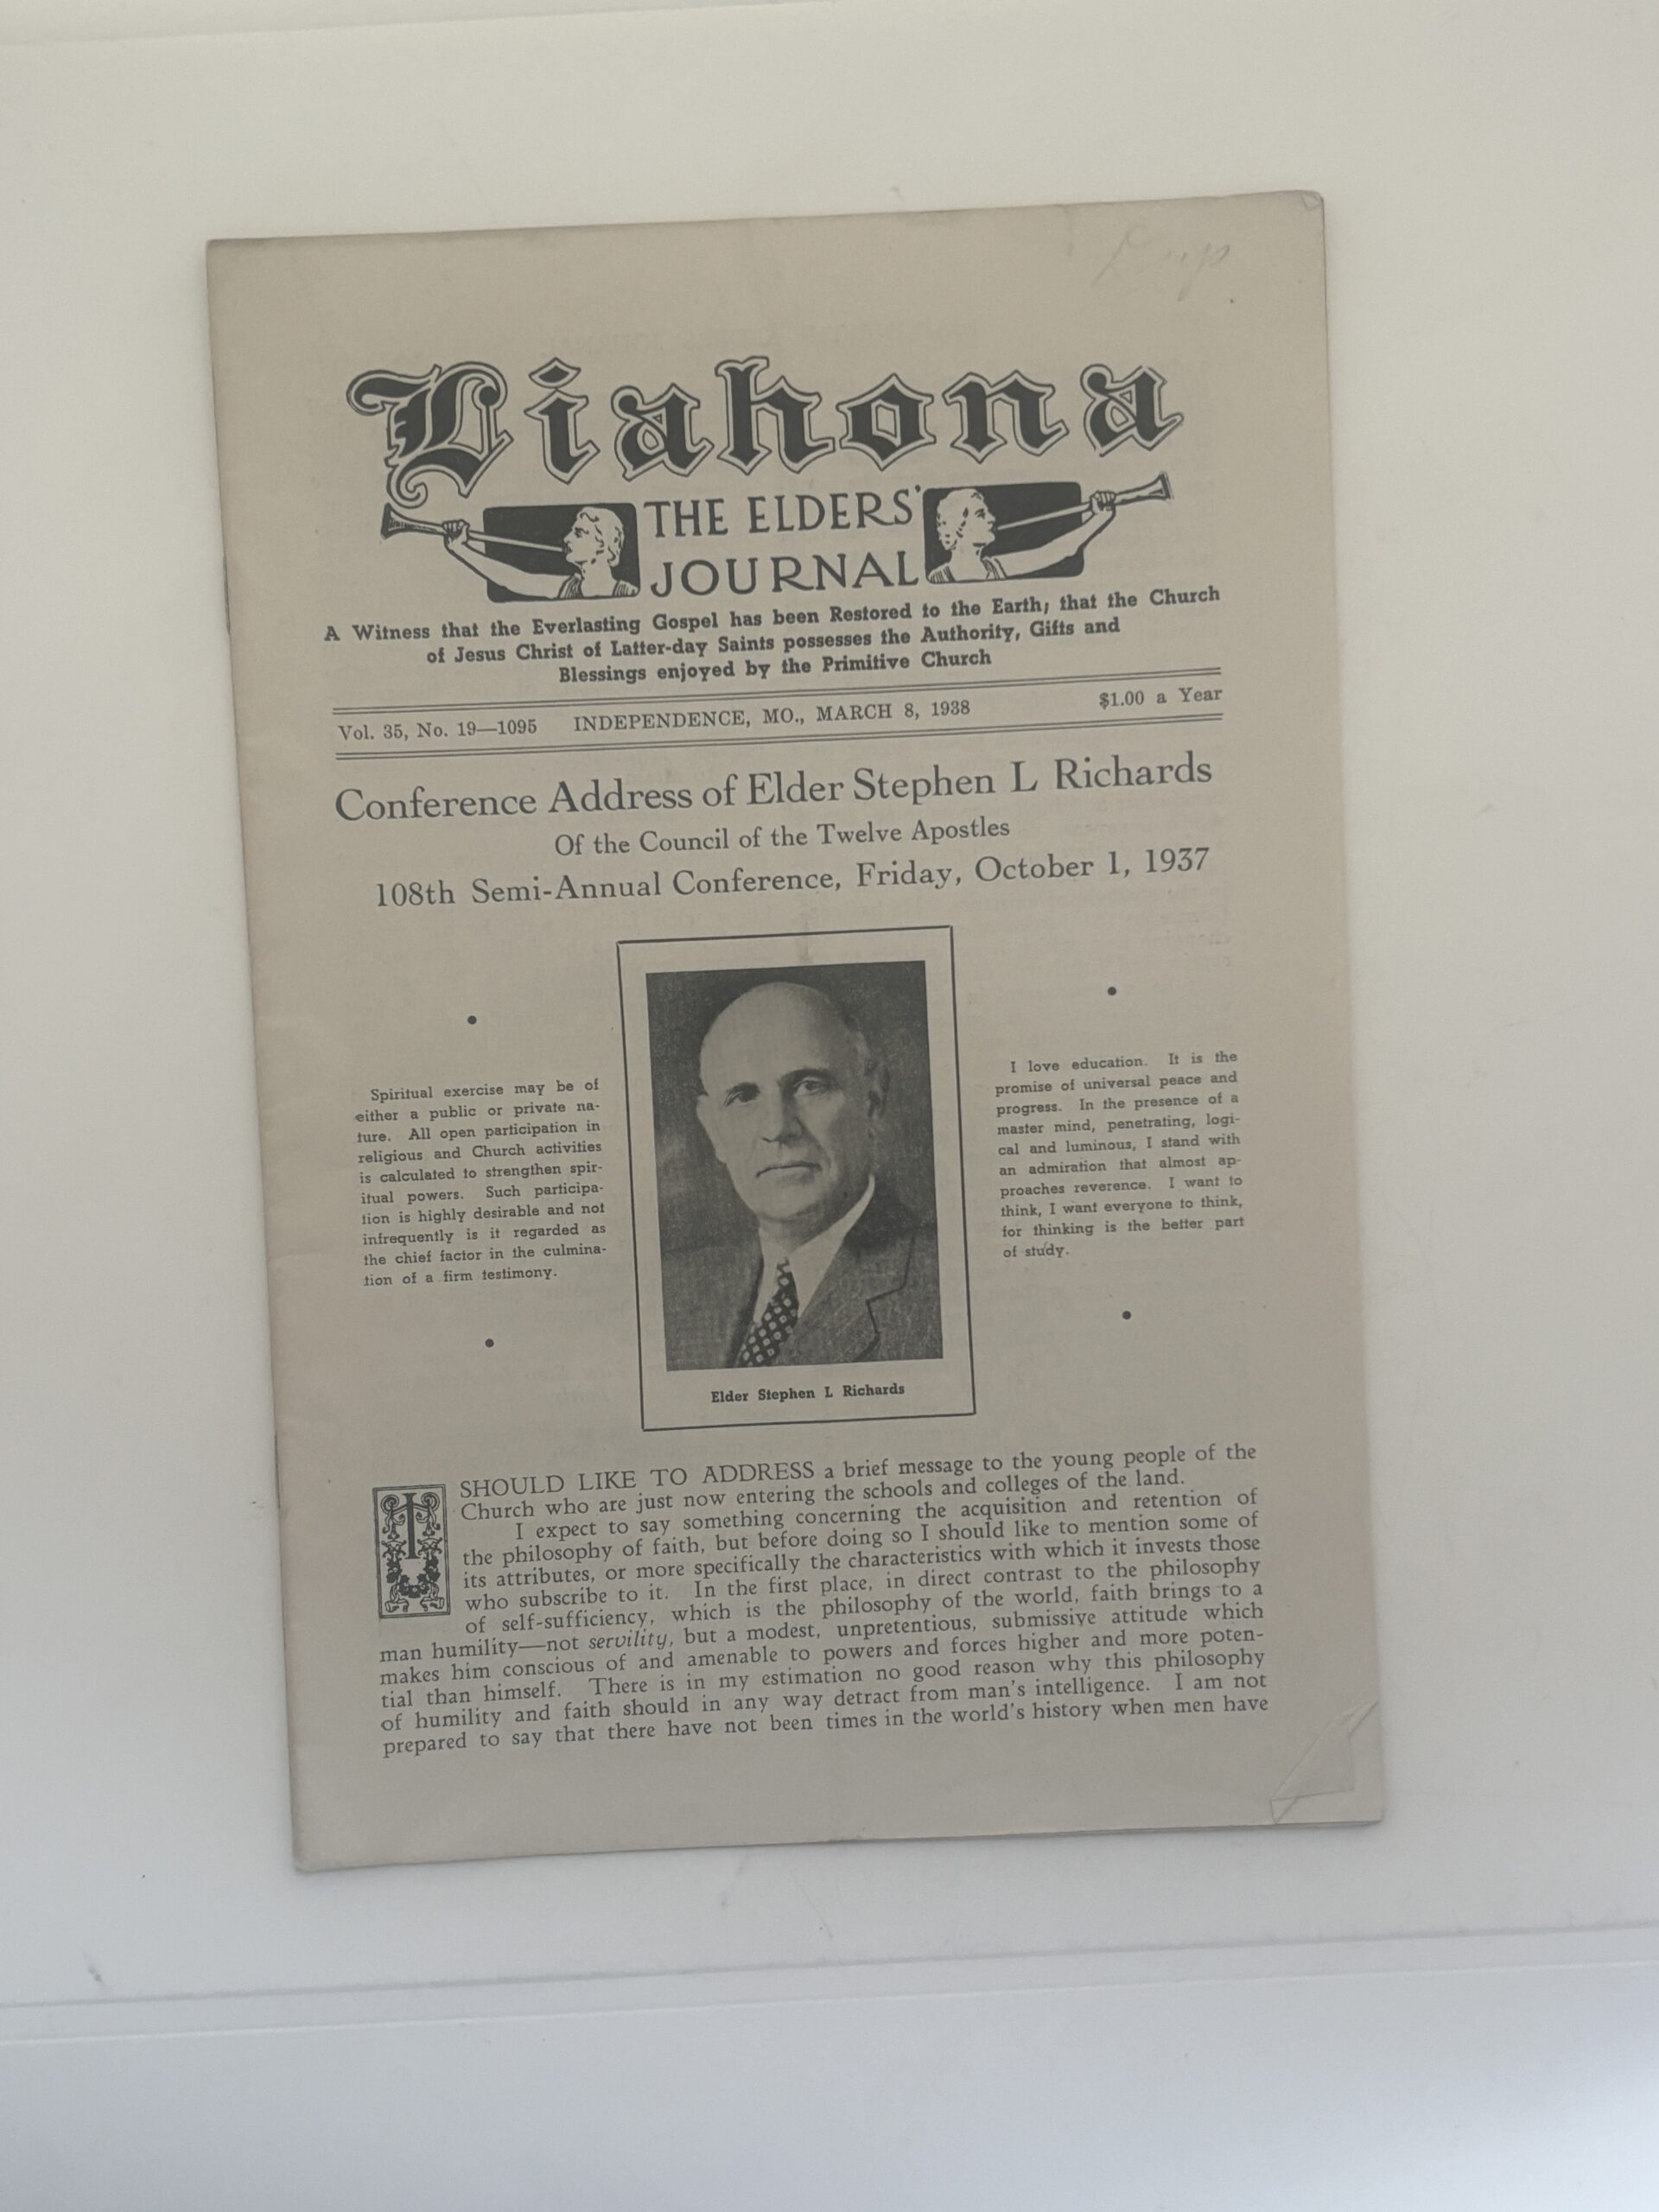 Liahona
THE ELDERS'
JOURNAL
A Witness that the Everlasting Gospel has been Restored to the Earth; that the Church
of Jesus Christ of Latter-day Saints possesses the Authority, Gifts and
Blessings enjoyed by the Primitive Church
Vol. 35, No. 19—1095 INDEPENDENCE, MO., MARCH 8, 1938 $1.00 a Year
Conference Address of Elder Stephen L Richards
Of the Council of the Twelve Apostles
108th Semi-Annual Conference, Friday, October 1, 1937
Spiritual exercise may be of
either a public or private na-
ture. All open participation in
religious and Church activities
is calculated to strengthen spir-
itual powers. Such participa-
tion is highly desirable and not
infrequently is it regarded as
the chief factor in the culmina-
tion of a firm testimony.
Elder Stephen L Richards
I love education. It is the
promise of universal peace and
progress. In the presence of a
master mind, penetrating, logi-
cal and luminous, I stand with
an admiration that almost ap-
proaches reverence. I want to
think, I want everyone to think,
for thinking is the better part
of study.
I SHOULD LIKE TO ADDRESS a brief message to the young people of the
Church who are just now entering the schools and colleges of the land.
I expect to say something concerning the acquisition and retention of
the philosophy of faith, but before doing so I should like to mention some of
its attributes, or more specifically the characteristics with which it invests those
who subscribe to it. In the first place, in direct contrast to the philosophy
of self-sufficiency, which is the philosophy of the world, faith brings to a
man humility—not servility, but a modest, unpretentious, submissive attitude which
makes him conscious of and amenable to powers and forces higher and more poten-
tial than himself. There is in my estimation no good reason why this philosophy
of humility and faith should in any way detract from man's intelligence. I am not
prepared to say that there have not been times in the world's history when men have